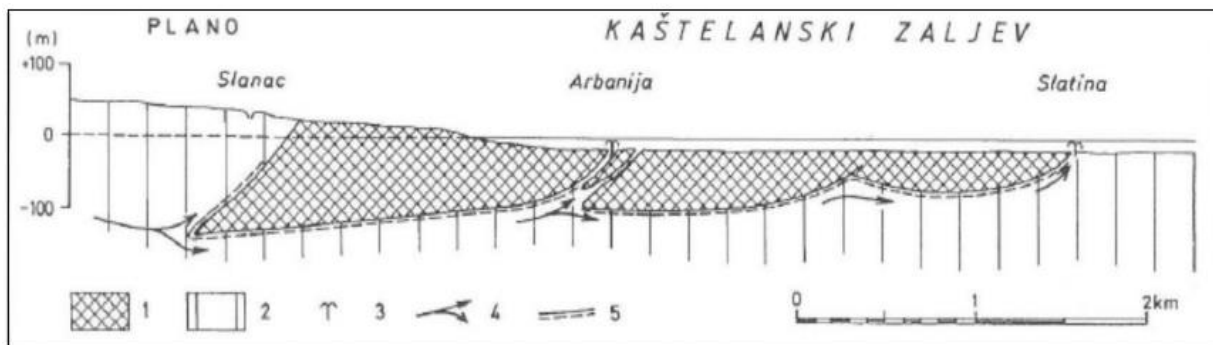 PLANO KAŠTELANSKI ZALJEV
(m)
+100
Slanac Arbanija Slatina
0
-100
1 2 3 4 5
0 1 2km